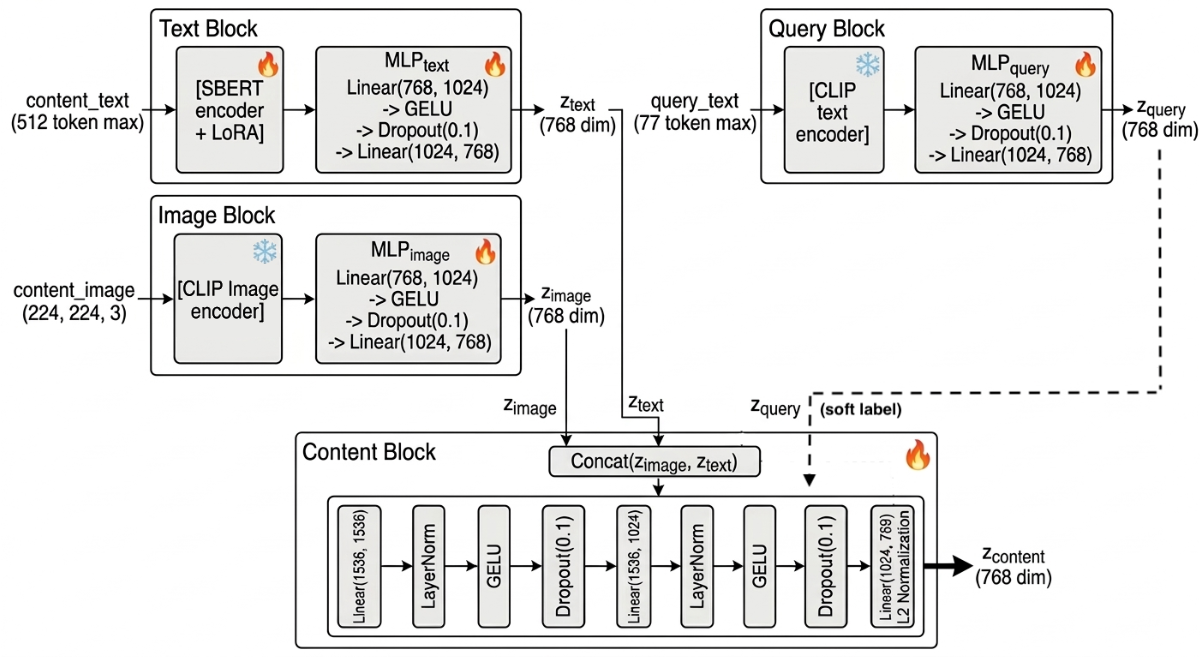 Text Block
content_text
(512 token max)
[SBERT
encoder
+ LoRA]
MLPtext
Linear(768, 1024)
-> GELU
-> Dropout(0.1)
-> Linear(1024, 768)
ztext
(768 dim)
Query Block
query_text
(77 token max)
[CLIP
text
encoder]
MLPquery
Linear(768, 1024)
-> GELU
-> Dropout(0.1)
-> Linear(1024, 768)
zquery
(768 dim)
Image Block
content_image
(224, 224, 3)
[CLIP Image
encoder]
MLPimage
Linear(768, 1024)
-> GELU
-> Dropout(0.1)
-> Linear(1024, 768)
zimage
(768 dim)
zimage
ztext
zquery (soft label)
Content Block
Concat(zimage, ztext)
Linear(1536, 1536)
LayerNorm
GELU
Dropout(0.1)
Linear(1536, 1024)
LayerNorm
GELU
Dropout(0.1)
Linear(1024, 769)
L2 Normalization
zcontent
(768 dim)